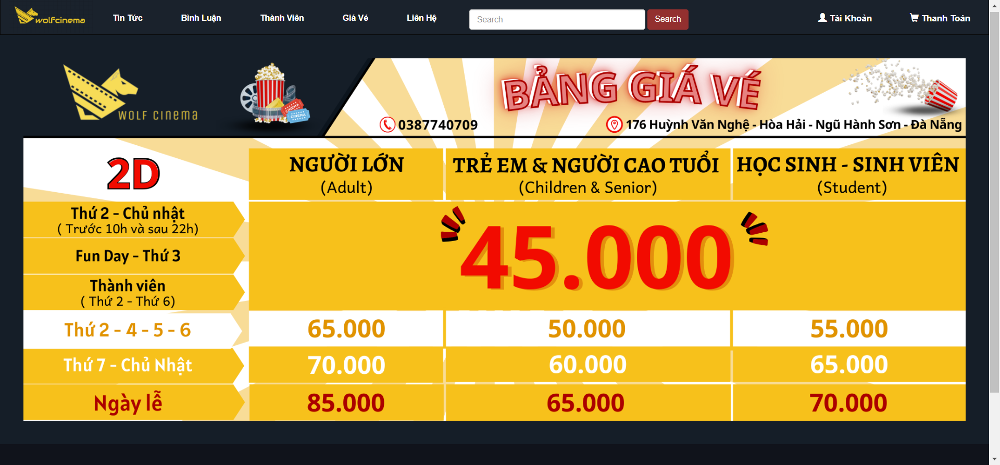 wolfcinema Tin Tức Bình Luận Thành Viên Giá Vé Liên Hệ Search Search Tài Khoản Thanh Toán
WOLF CINEMA
CINEMA
CINEMA
BẢNG GIÁ VÉ
0387740709
176 Huỳnh Văn Nghệ - Hòa Hải - Ngũ Hành Sơn - Đà Nẵng
2D
NGƯỜI LỚN
(Adult)
TRẺ EM & NGƯỜI CAO TUỔI
(Children & Senior)
HỌC SINH - SINH VIÊN
(Student)
Thứ 2 - Chủ nhật
( Trước 10h và sau 22h)
Fun Day - Thứ 3
Thành viên
( Thứ 2 - Thứ 6)
45.000
Thứ 2 - 4 - 5 - 6 65.000 50.000 55.000
Thứ 7 - Chủ Nhật 70.000 60.000 65.000
Ngày lễ 85.000 65.000 70.000